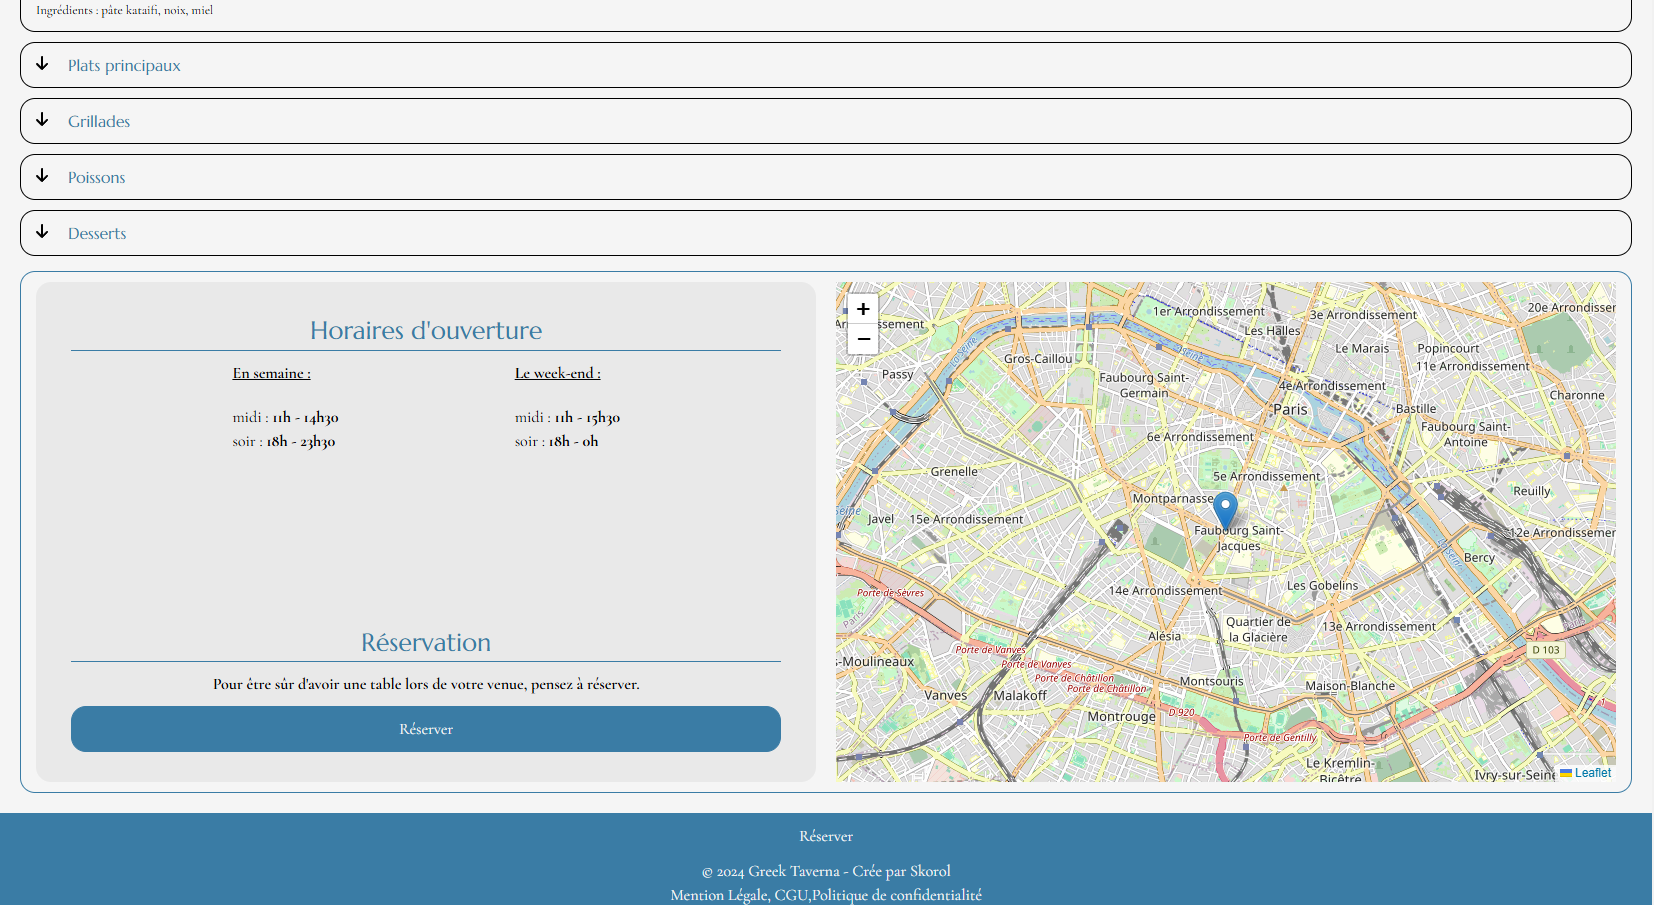 Ingrédients : pâte kataifi, noix, miel
Plats principaux
Grillades
Poissons
Desserts
Horaires d'ouverture
En semaine :
Le week-end :
midi : 11h - 14h30
midi : 11h - 15h30
soir : 18h - 23h30
soir : 18h - 0h
Réservation
Pour être sûr d'avoir une table lors de votre venue, pensez à réserver.
Réserver
+
−
1er Arrondissement
3e Arrondissement
20e Arrondisser
Les Halles
Le Marais
Popincourt
Gros-Caillou
11e Arrondissement
Passy
Faubourg Saint-
Germain
4e Arrondissement
Charonne
Paris
Bastille
La Seine
Seine
6e Arrondissement
Faubourg Saint-
Antoine
Grenelle
5e Arrondissement
Montparnasse
Reuilly
Javel
15e Arrondissement
Faubourg Saint-
Jacques
12e Arrondissemer
Bercy
La Seine
Les Gobelins
Porte de Sèvres
14e Arrondissement
Paris
Quartier de
la Glacière
13e Arrondissement
Alésia
D 103
Porte de Vanves
s-Moulineaux
Porte de Vanves
Porte de Châtillon
Porte de Châtillon
Montsouris
Maison-Blanche
Vanves
Malakoff
Montrouge
D 920
Porte de Gentilly
Le Kremlin-
Bicêtre
Ivry-sur-Seine
Leaflet
Réserver
© 2024 Greek Taverna - Crée par Skorol
Mention Légale, CGU,Politique de confidentialité